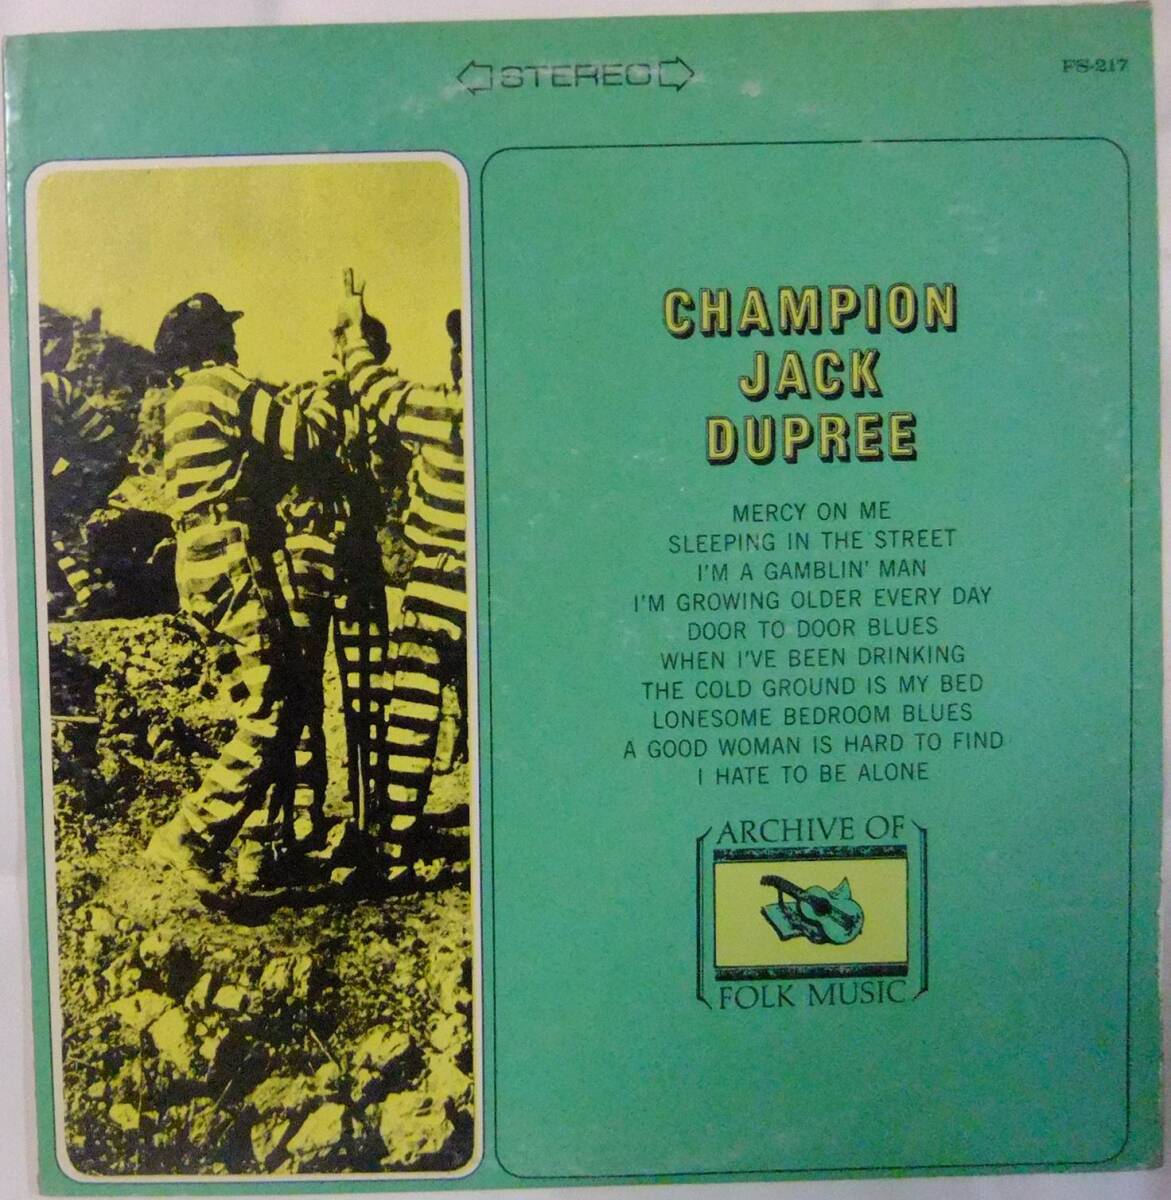 STEREO
FS-217
CHAMPION
JACK
DUPREE
MERCY ON ME
SLEEPING IN THE STREET
I'M A GAMBLIN' MAN
I'M GROWING OLDER EVERY DAY
DOOR TO DOOR BLUES
WHEN I'VE BEEN DRINKING
THE COLD GROUND IS MY BED
LONESOME BEDROOM BLUES
A GOOD WOMAN IS HARD TO FIND
I HATE TO BE ALONE
ARCHIVE OF
FOLK MUSIC